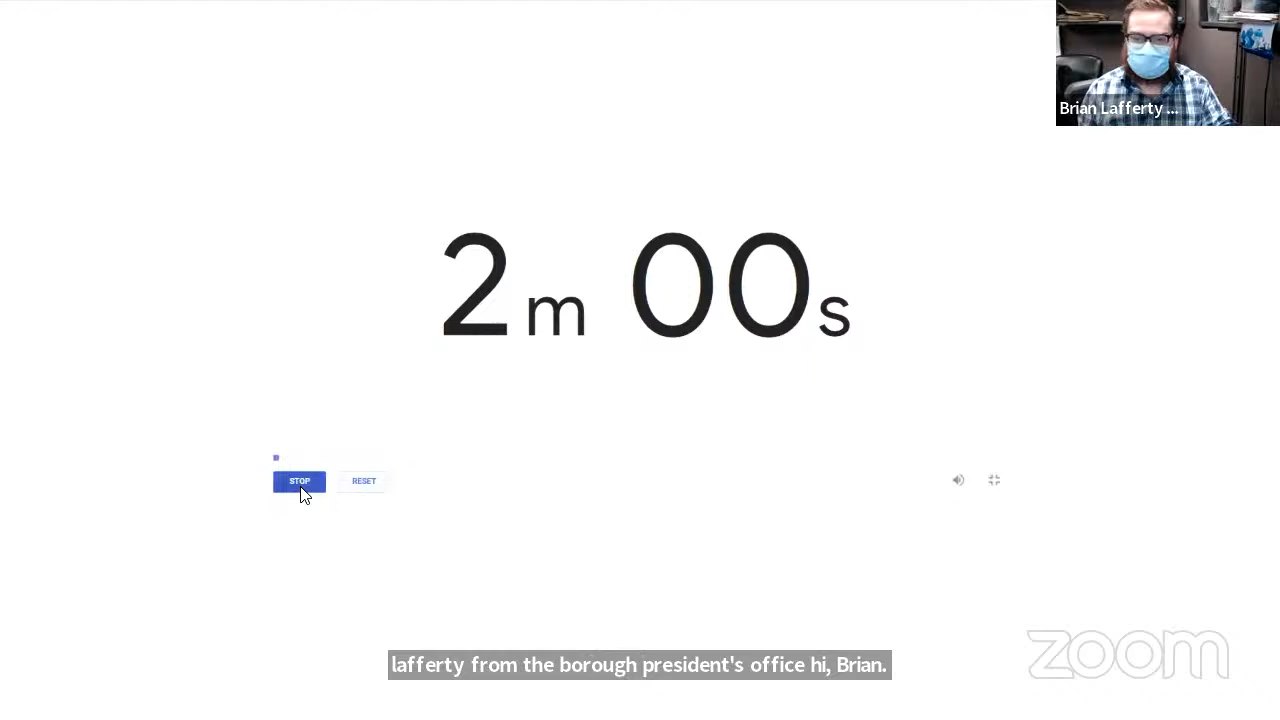 Brian Lafferty ...
2m 00s
STOP
RESET
lafferty from the borough president's office hi, Brian.
zoom